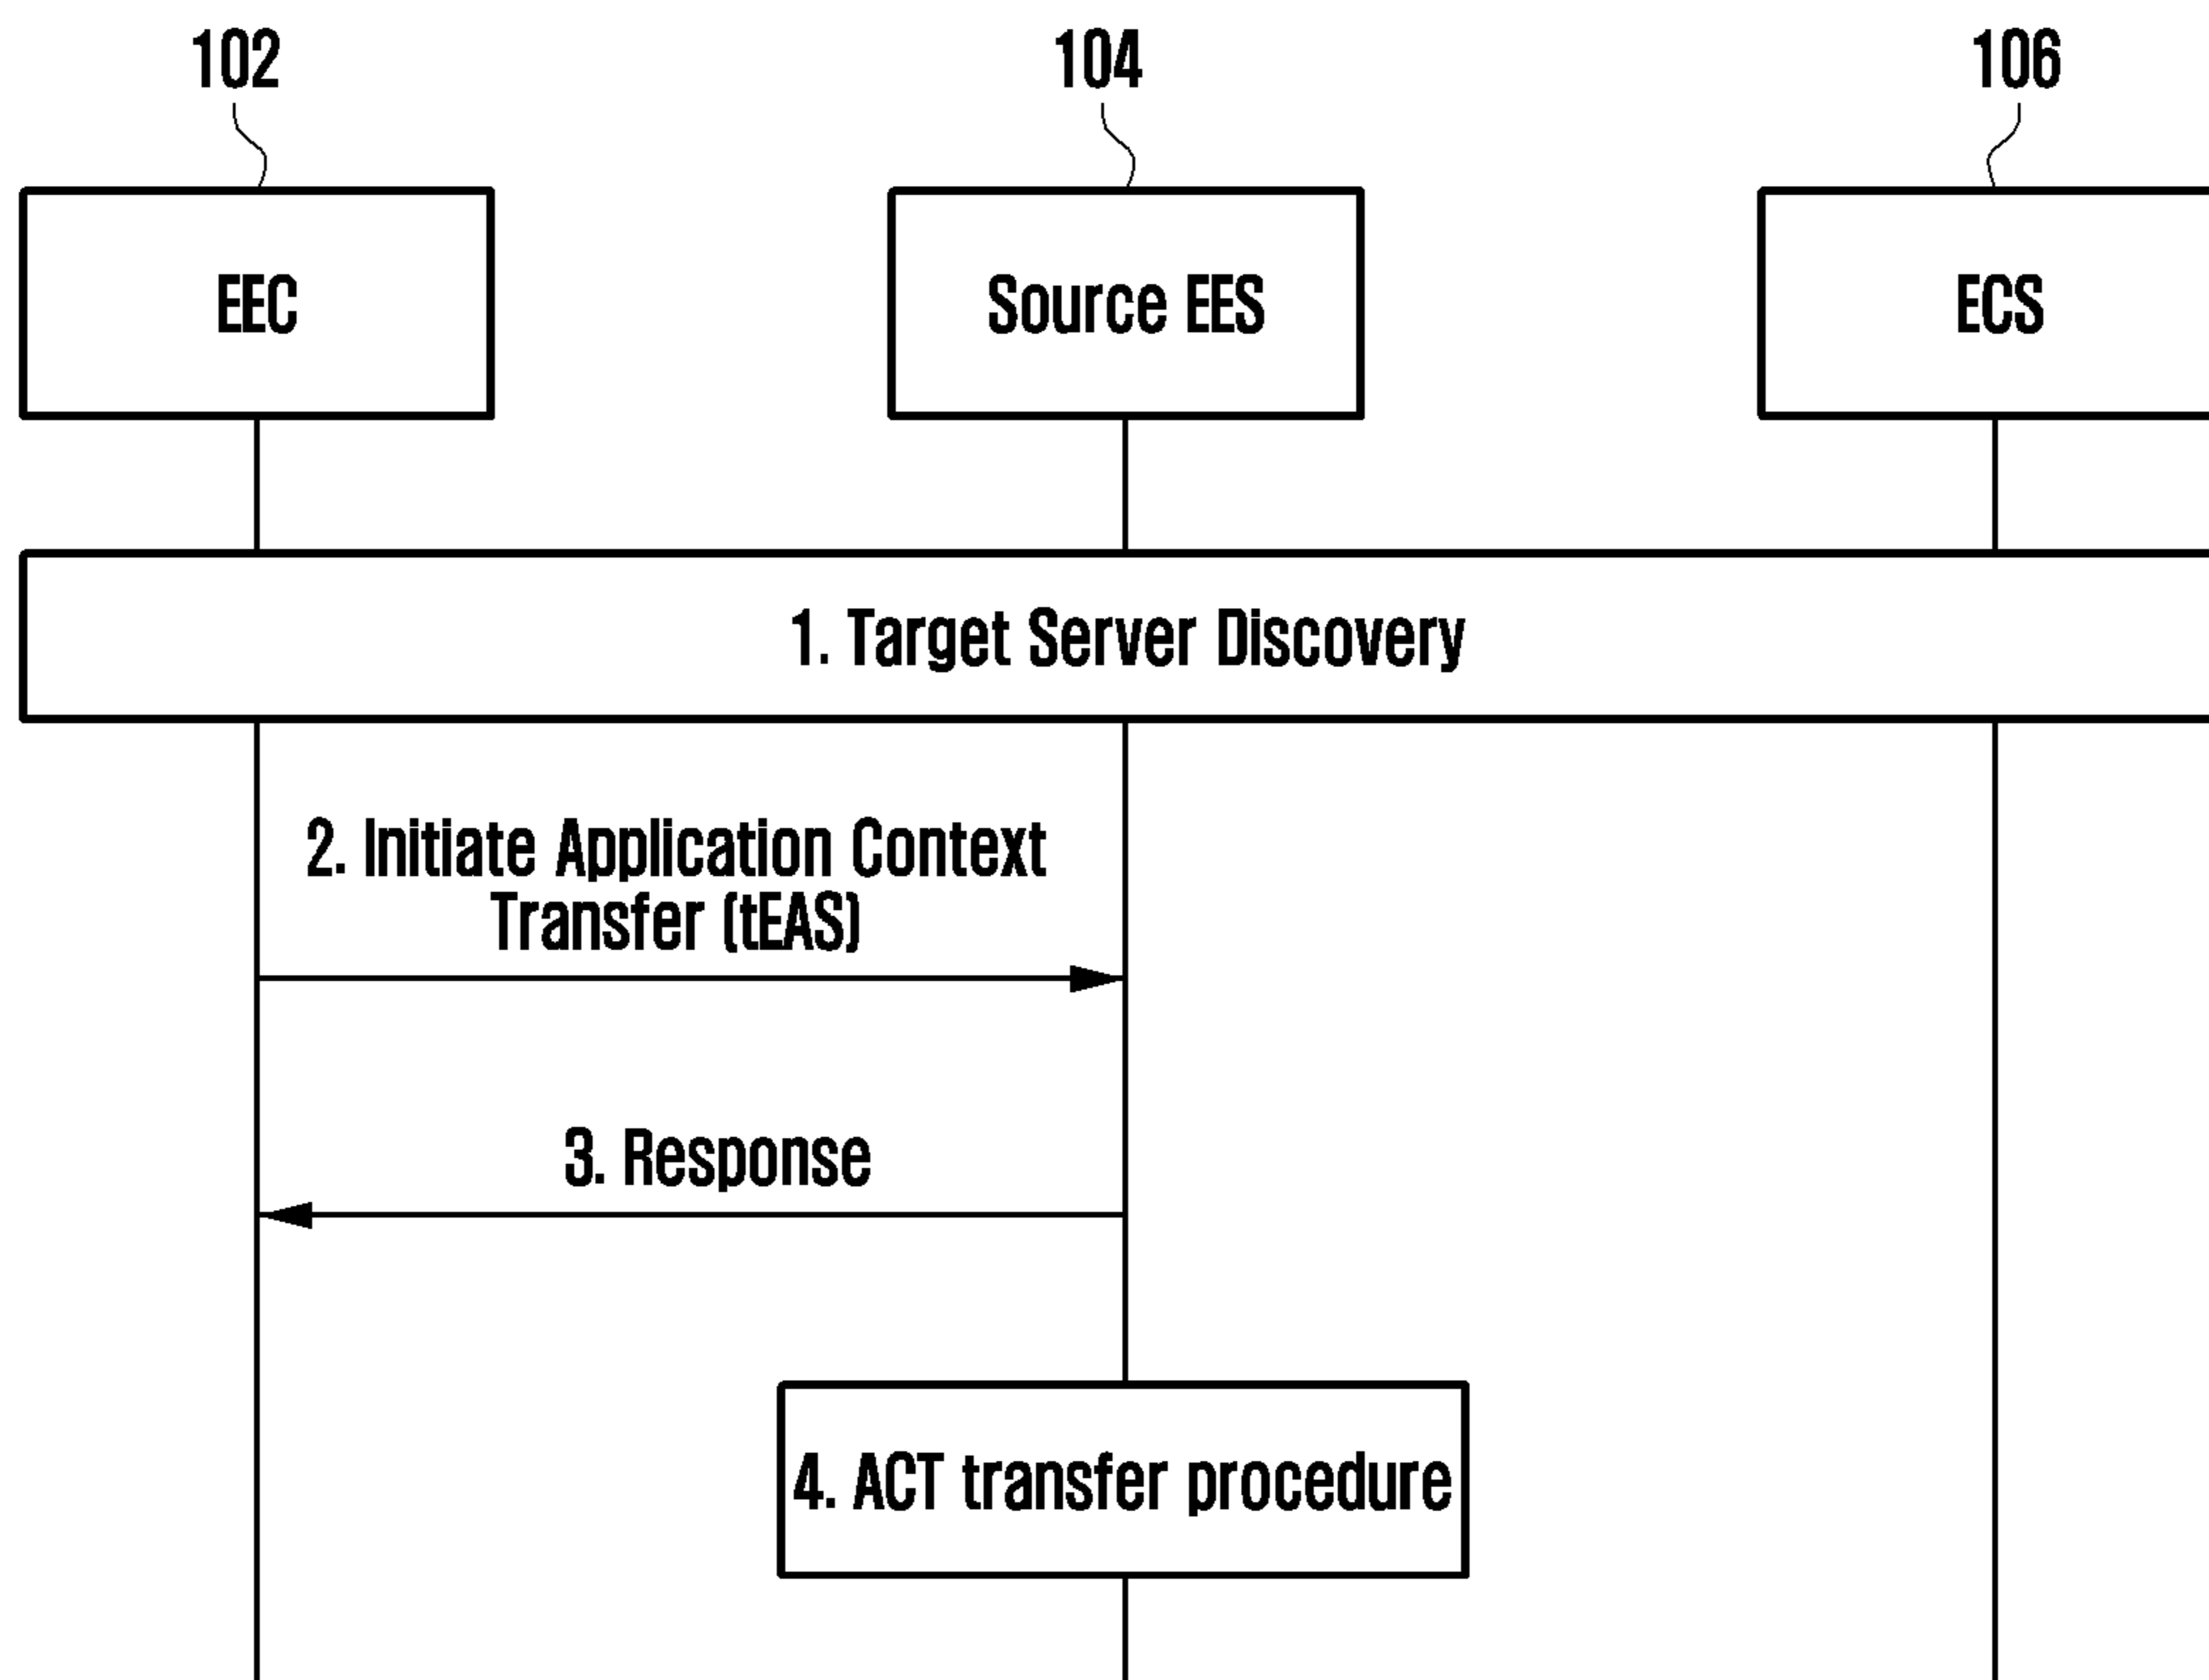 102
104
106
EEC
Source EES
ECS
1. Target Server Discovery
2. Initiate Application Context
Transfer (tEAS)
3. Response
4. ACT transfer procedure